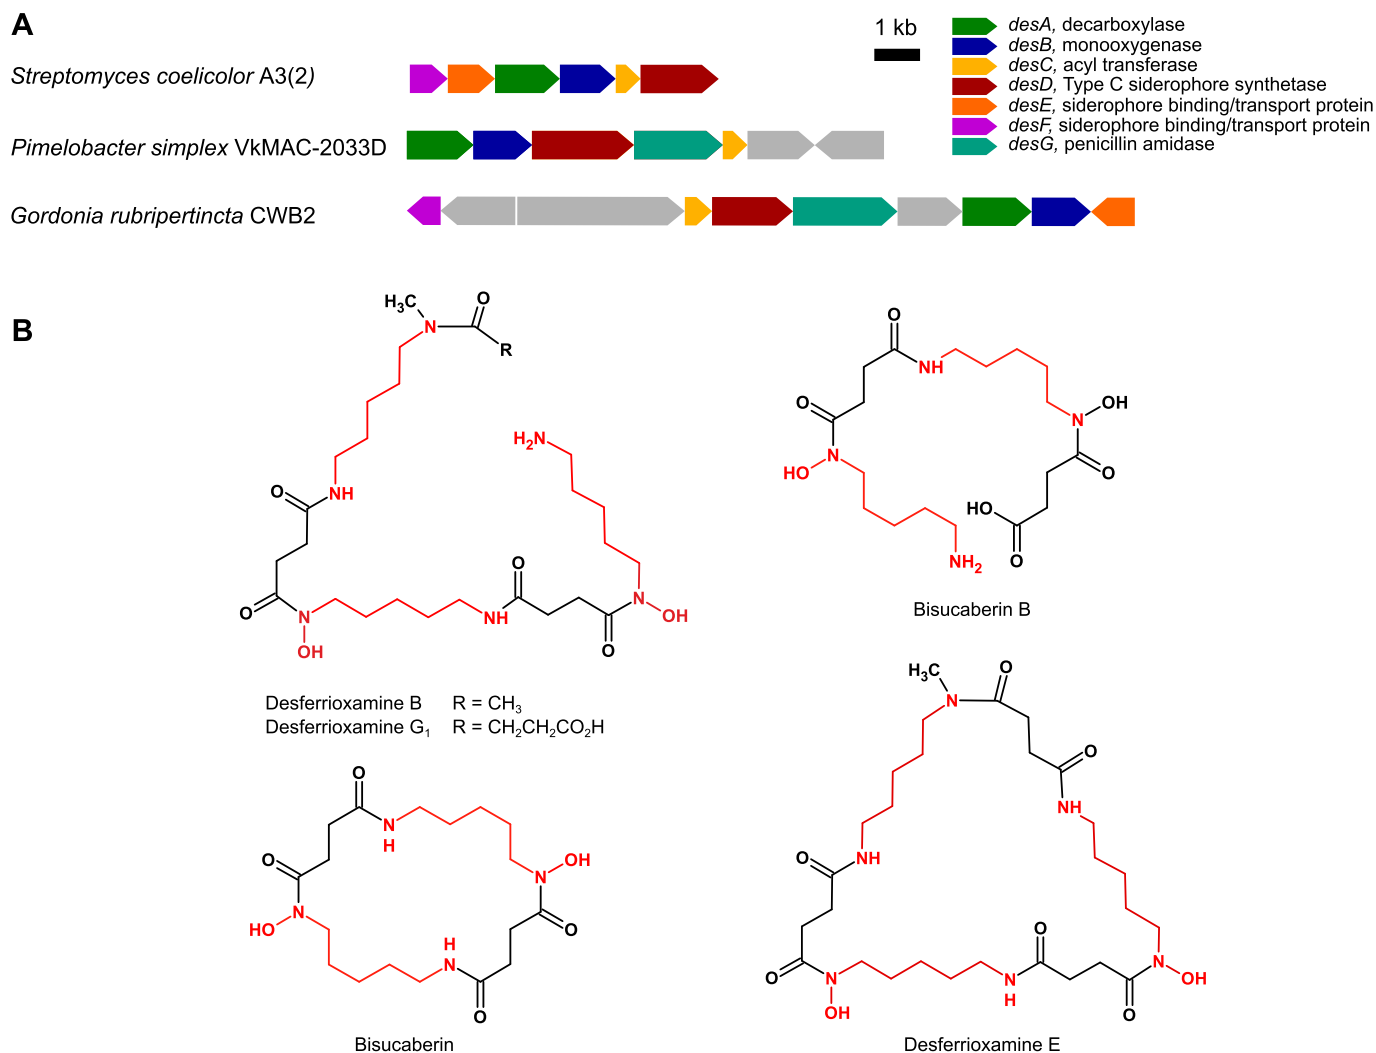 A
Streptomyces coelicolor A3(2)
Pimelobacter simplex VkMAC-2033D
Gordonia rubripertincta CWB2
1 kb
desA, decarboxylase
desB, monooxygenase
desC, acyl transferase
desD, Type C siderophore synthetase
desE, siderophore binding/transport protein
desF, siderophore binding/transport protein
desG, penicillin amidase
B
H₃C
O
N
R
H₂N
O
NH
O
O
N
NH
N
OH
OH
O
Desferrioxamine B R = CH₃
Desferrioxamine G₁ R = CH₂CH₂CO₂H
O
NH
O
N
OH
N
HO
O
HO
NH₂
O
Bisucaberin B
O
N
H
O
OH
N
N
HO
O
H
N
O
Bisucaberin
H₃C
O
N
O
NH
O
NH
O
O
N
N
OH
N
H
OH
O
Desferrioxamine E